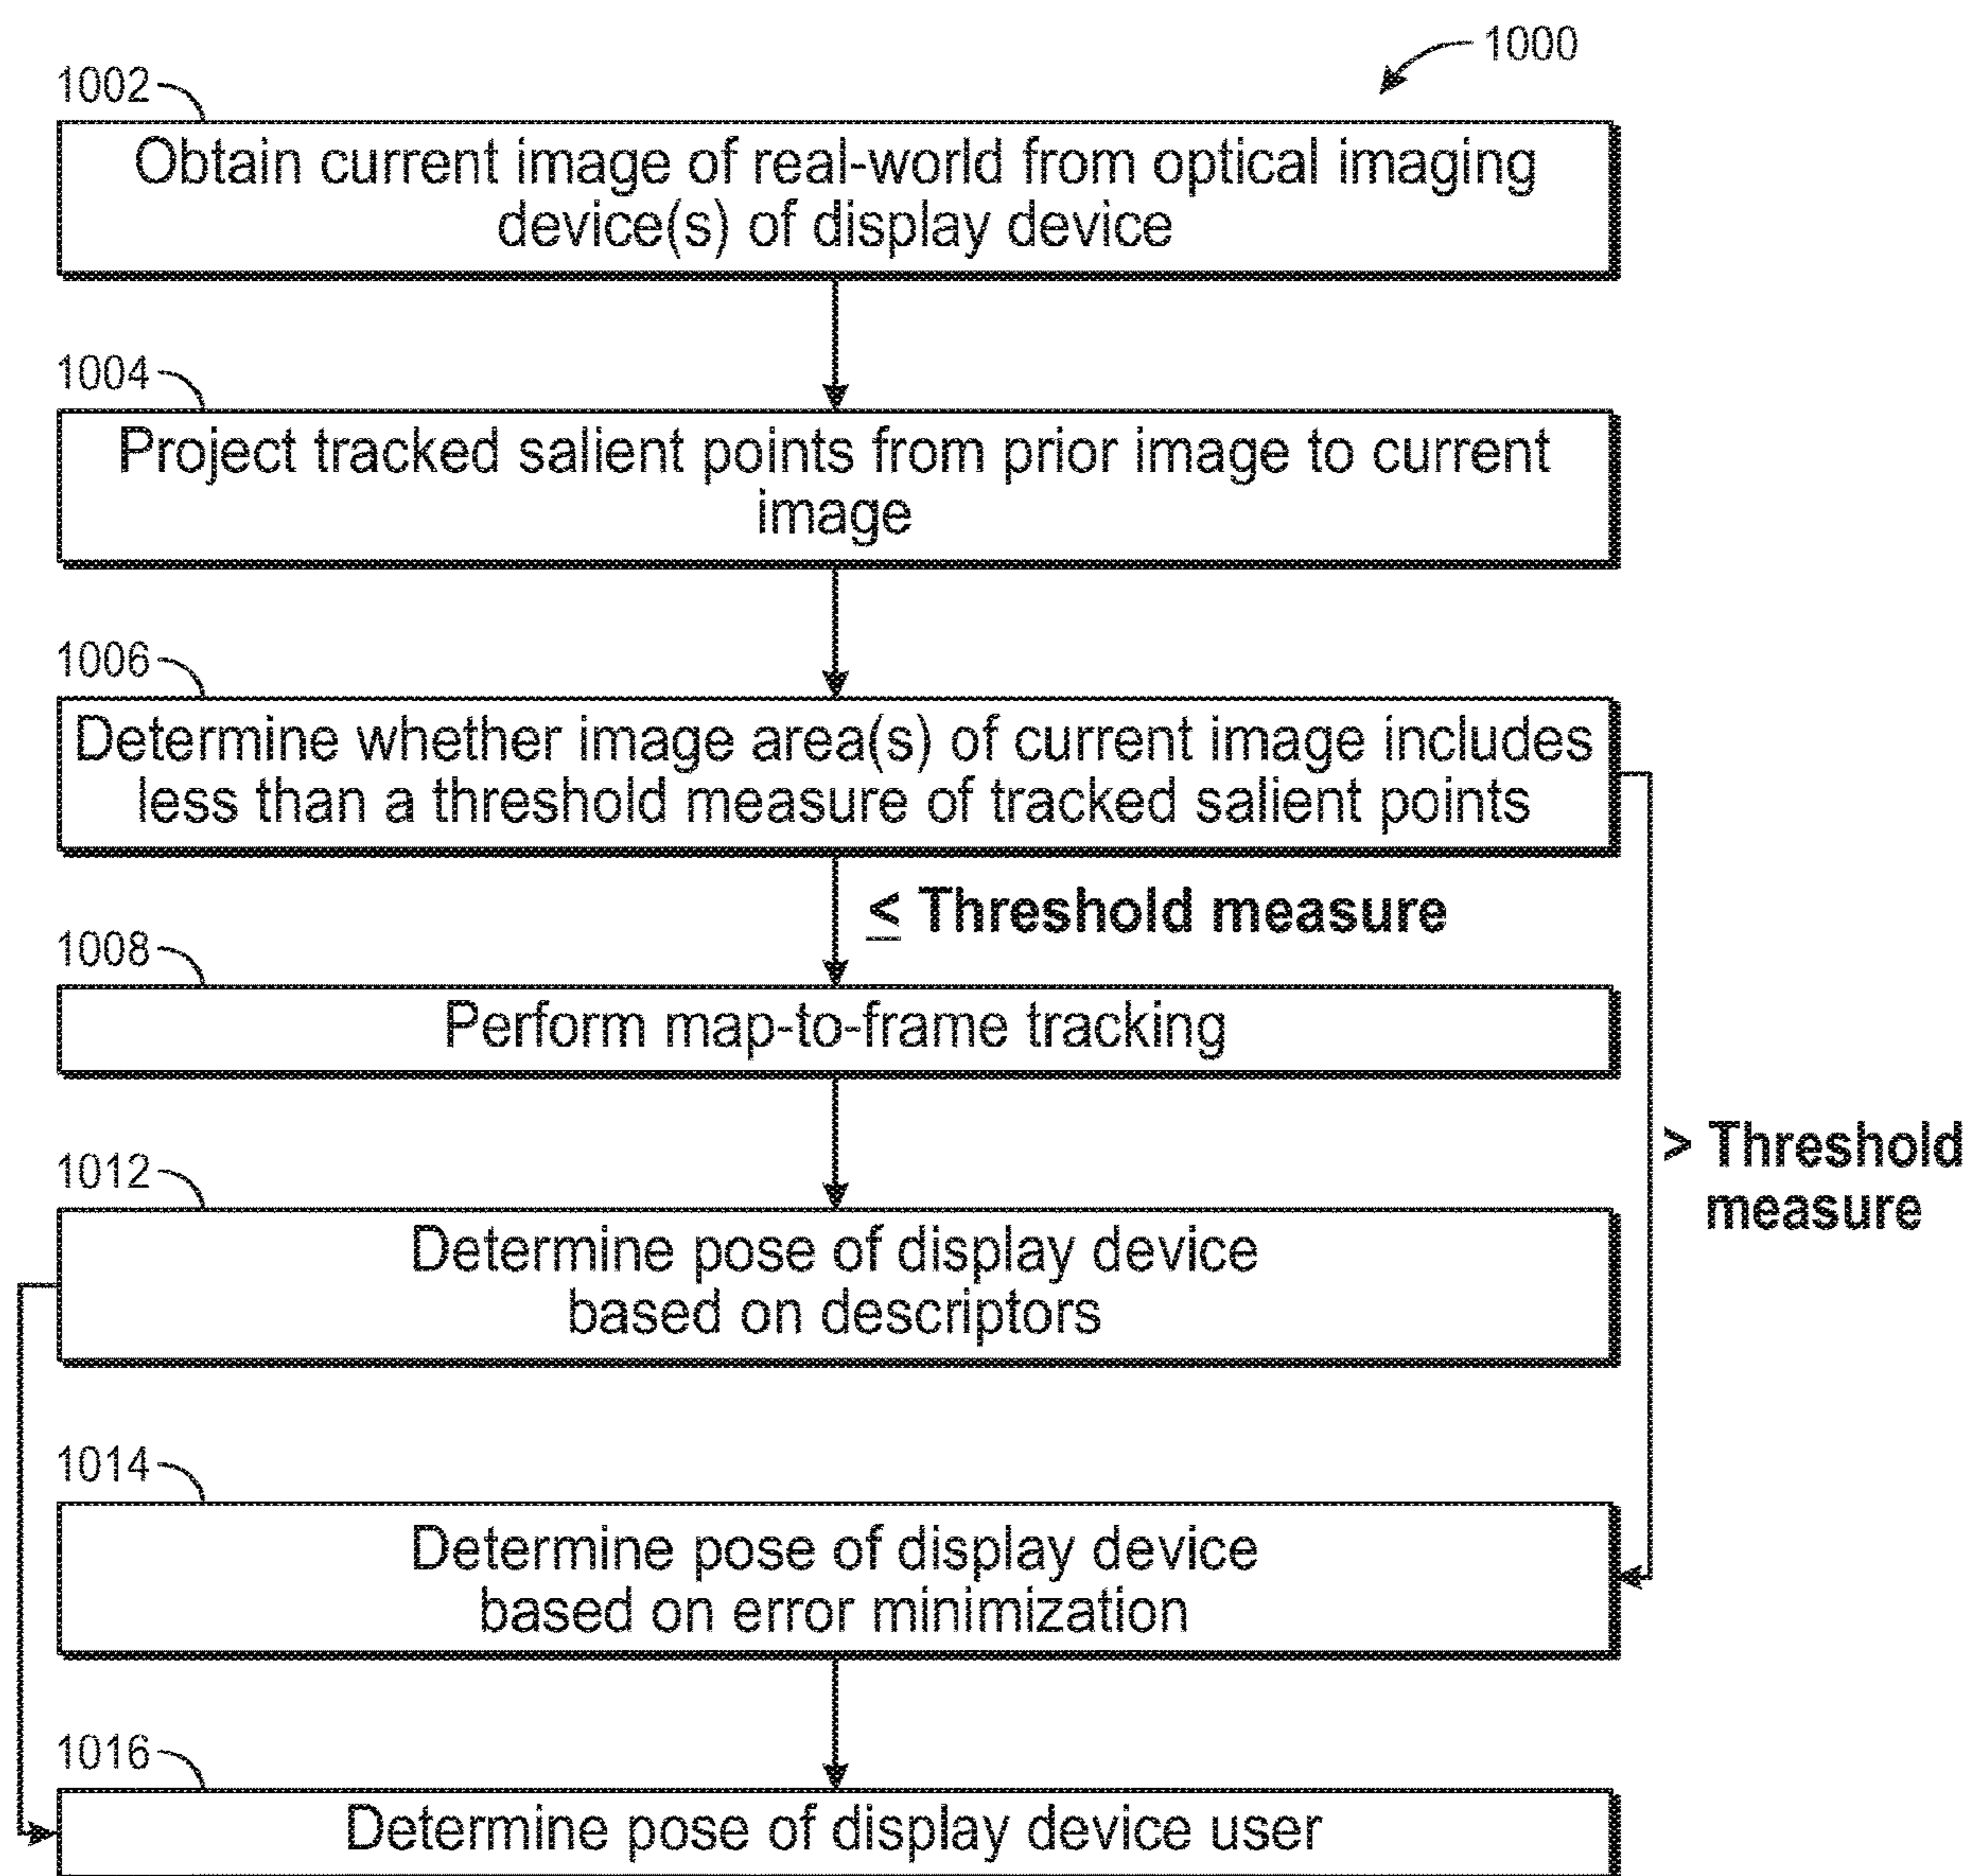 1000
1002
Obtain current image of real-world from optical imaging
device(s) of display device
1004
Project tracked salient points from prior image to current
image
1006
Determine whether image area(s) of current image includes
less than a threshold measure of tracked salient points
≤ Threshold measure
1008
Perform map-to-frame tracking
> Threshold
measure
1012
Determine pose of display device
based on descriptors
1014
Determine pose of display device
based on error minimization
1016
Determine pose of display device user